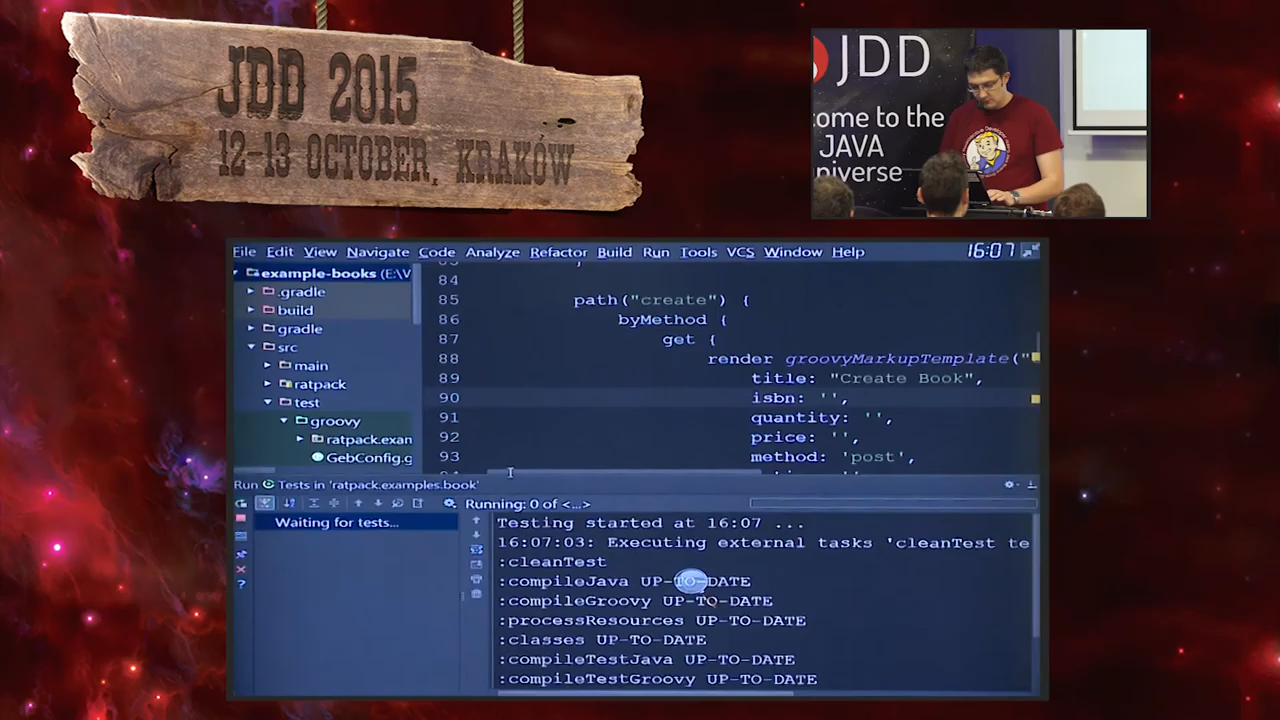 JDD 2015
12-13 OCTOBER, KRAKÓW
JDD
come to the
JAVA
niverse
File Edit View Navigate Code Analyze Refactor Build Run Tools VCS Window Help
16:07
example-books (E:\V
.gradle
build
gradle
src
main
ratpack
test
groovy
ratpack.exan
GebConfig.g
84
85 path("create") {
86 byMethod {
87 get {
88 render groovyMarkupTemplate("
89 title: "Create Book",
90 isbn: '',
91 quantity: '',
92 price: '',
93 method: 'post',
Run Tests in 'ratpack.examples.book'
Running: 0 of <...>
Waiting for tests...
Testing started at 16:07 ...
16:07:03: Executing external tasks 'cleanTest te
:cleanTest
:compileJava UP-TO-DATE
:compileGroovy UP-TO-DATE
:processResources UP-TO-DATE
:classes UP-TO-DATE
:compileTestJava UP-TO-DATE
:compileTestGroovy UP-TO-DATE